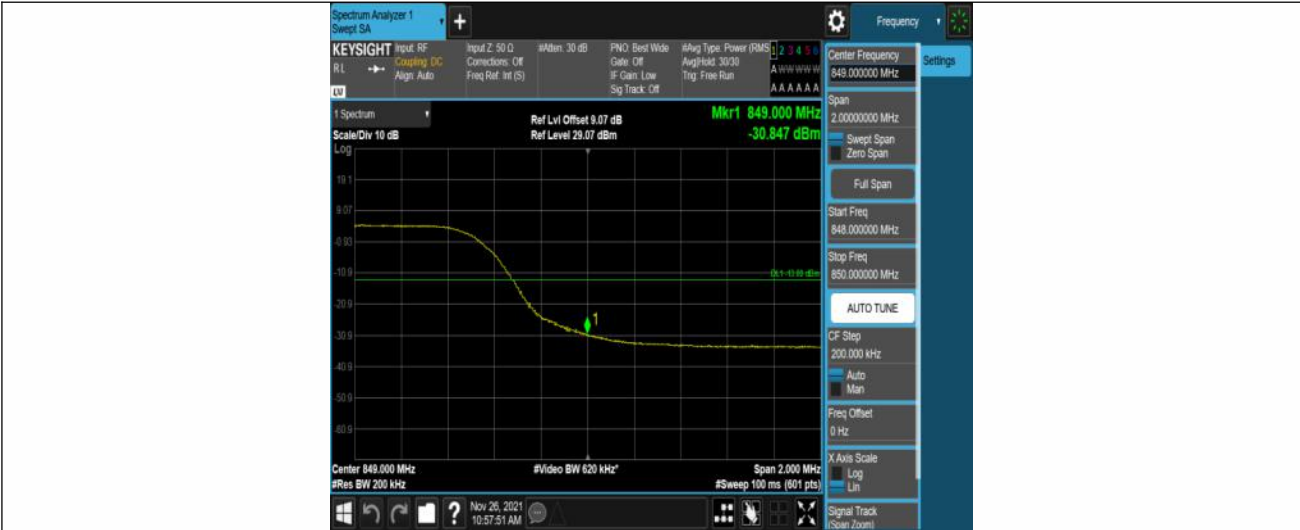 Spectrum Analyzer 1
Swept SA
+
Frequency
KEYSIGHT
RL
Input: RF
Coupling: DC
Align: Auto
Input Z: 50 Ω
Corrections: Off
Freq Ref: Int (S)
#Atten: 30 dB
PNO: Best Wide
Gate: Off
IF Gain: Low
Sig Track: Off
#Avg Type: Power (RMS
Avg|Hold: 30/30
Trig: Free Run
1 2 3 4 5 6
A W W W W W
A A A A A A
Center Frequency
849.000000 MHz
Settings
Span
2.00000000 MHz
Swept Span
Zero Span
Full Span
Start Freq
848.000000 MHz
Stop Freq
850.000000 MHz
AUTO TUNE
CF Step
200.000 kHz
Auto
Man
Freq Offset
0 Hz
X Axis Scale
Log
Lin
Signal Track
(Span Zoom)
1 Spectrum
Scale/Div 10 dB
Log
Ref Lvl Offset 9.07 dB
Ref Level 29.07 dBm
Mkr1 849.000 MHz
-30.847 dBm
19.1
9.07
-0.93
-10.9
DL1 -13.00 dBm
-20.9
1
-30.9
-40.9
-50.9
-60.9
Center 849.000 MHz
#Video BW 620 kHz*
Span 2.000 MHz
#Res BW 200 kHz
#Sweep 100 ms (601 pts)
?
Nov 26, 2021
10:57:51 AM